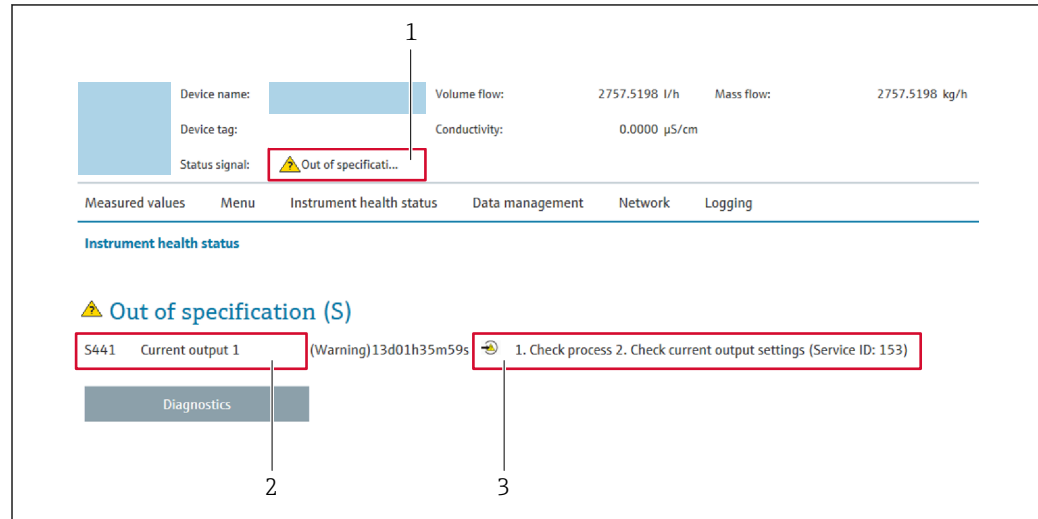 1
Device name: Volume flow: 2757.5198 l/h Mass flow: 2757.5198 kg/h
Device tag: Conductivity: 0.0000 µS/cm
Status signal: Out of specificati...
Measured values Menu Instrument health status Data management Network Logging
Instrument health status
Out of specification (S)
S441 Current output 1 (Warning)13d01h35m59s 1. Check process 2. Check current output settings (Service ID: 153)
Diagnostics
2 3